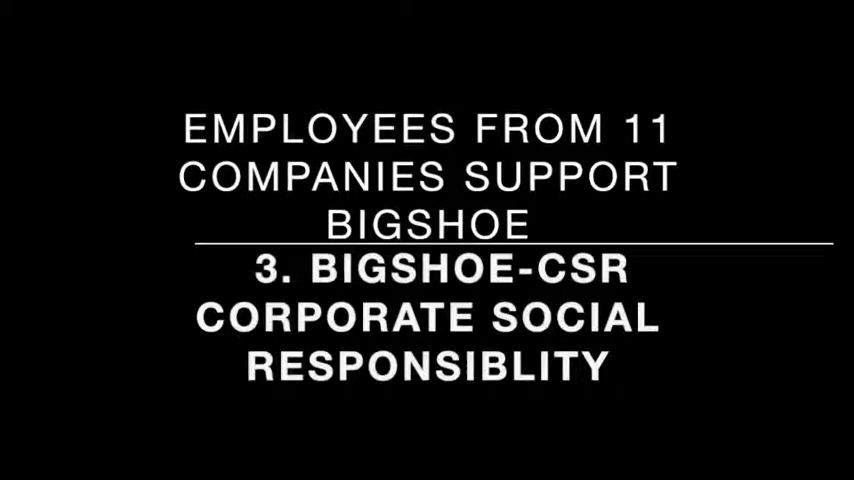 EMPLOYEES FROM 11
COMPANIES SUPPORT
BIGSHOE
3. BIGSHOE-CSR
CORPORATE SOCIAL
RESPONSIBLITY